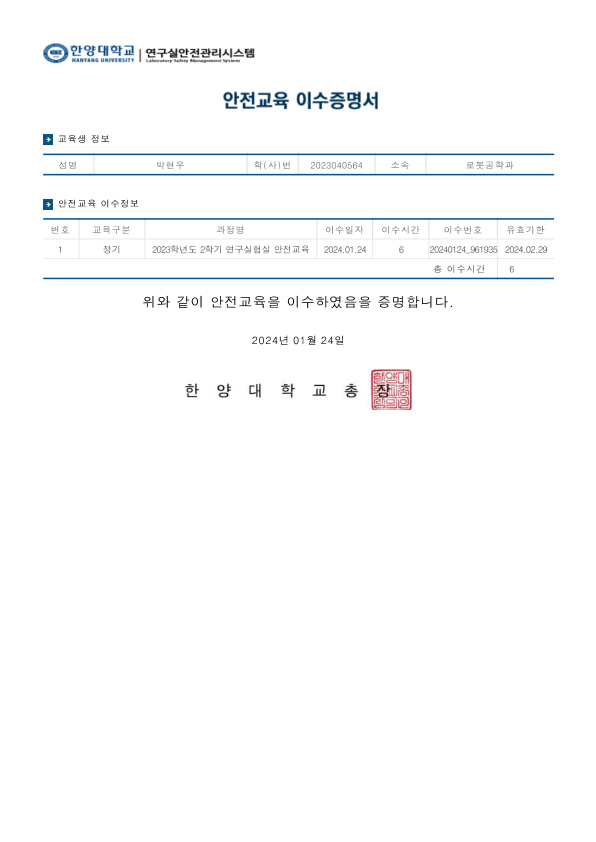 한양대학교 연구실안전관리시스템
HANYANG UNIVERSITY Laboratory Safety Management System
안전교육 이수증명서
교육생 정보
성명 박현우 학(사)번 2023040564 소속 로봇공학과
안전교육 이수정보
번호 교육구분 과정명 이수일자 이수시간 이수번호 유효기한
1 정기 2023학년도 2학기 연구실험실 안전교육 2024.01.24 6 20240124_961935 2024.02.29
총 이수시간 6
위와 같이 안전교육을 이수하였음을 증명합니다.
2024년 01월 24일
한 양 대 학 교 총 장